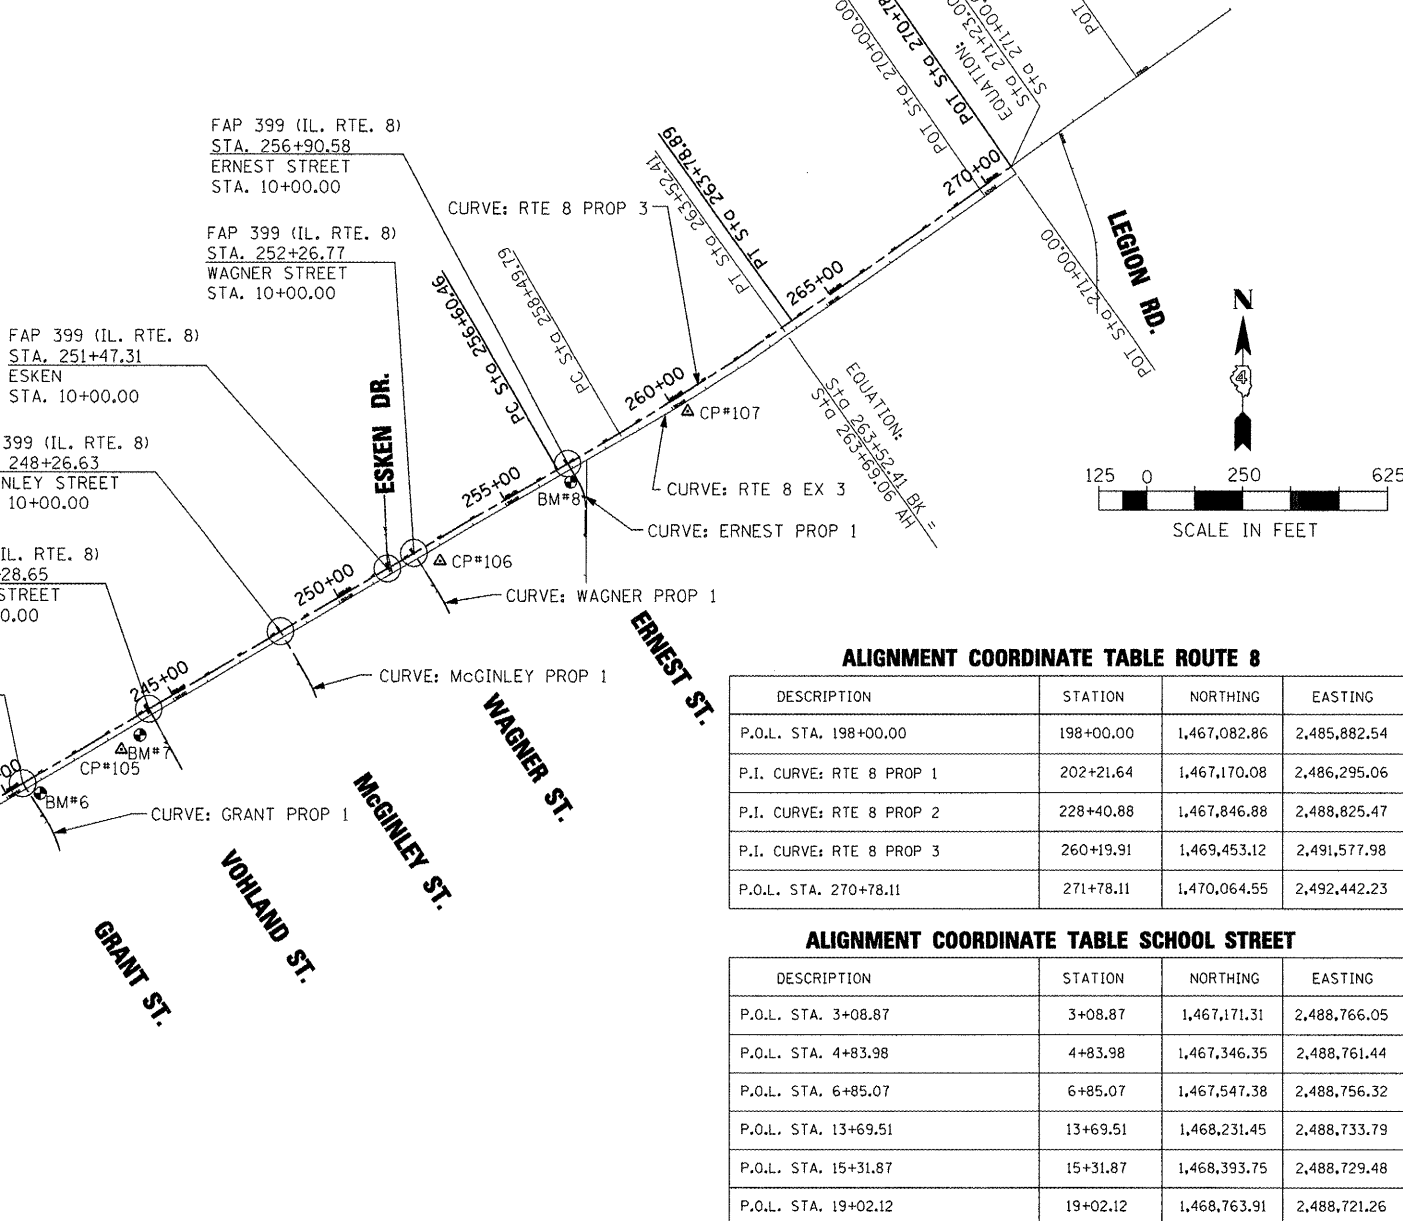 FAP 399 (IL. RTE. 8)
STA. 256+90.58
ERNEST STREET
STA. 10+00.00
FAP 399 (IL. RTE. 8)
STA. 252+26.77
WAGNER STREET
STA. 10+00.00
FAP 399 (IL. RTE. 8)
STA. 251+47.31
ESKEN
STA. 10+00.00
399 (IL. RTE. 8)
248+26.63
NLEY STREET
10+00.00
IL. RTE. 8)
28.65
STREET
0.00
CURVE: RTE 8 PROP 3
PC Sta 256+60.46
PC Sta 258+49.79
PT Sta 263+52.41
PT Sta 263+78.89
POT Sta 270+00.00
POT Sta 270+78
EQUATION:
Sta 271+23.00
Sta 271+00.0
POT
POT Sta 271+00.00
LEGION RD.
EQUATION:
Sta 263+52.41 BK =
Sta 263+69.06 AH
270+00
265+00
260+00
255+00
250+00
245+00
+00
ESKEN DR.
CP#107
CURVE: RTE 8 EX 3
BM#8
CURVE: ERNEST PROP 1
CP#106
CURVE: WAGNER PROP 1
CURVE: McGINLEY PROP 1
BM#7
CP#105
BM#6
CURVE: GRANT PROP 1
ERNEST ST.
WAGNER ST.
McGINLEY ST.
VOHLAND ST.
GRANT ST.
N
4
125 0 250 625
SCALE IN FEET
ALIGNMENT COORDINATE TABLE ROUTE 8
DESCRIPTION STATION NORTHING EASTING
P.O.L. STA. 198+00.00 198+00.00 1,467,082.86 2,485,882.54
P.I. CURVE: RTE 8 PROP 1 202+21.64 1,467,170.08 2,486,295.06
P.I. CURVE: RTE 8 PROP 2 228+40.88 1,467,846.88 2,488,825.47
P.I. CURVE: RTE 8 PROP 3 260+19.91 1,469,453.12 2,491,577.98
P.O.L. STA. 270+78.11 271+78.11 1,470,064.55 2,492,442.23
ALIGNMENT COORDINATE TABLE SCHOOL STREET
DESCRIPTION STATION NORTHING EASTING
P.O.L. STA. 3+08.87 3+08.87 1,467,171.31 2,488,766.05
P.O.L. STA. 4+83.98 4+83.98 1,467,346.35 2,488,761.44
P.O.L. STA. 6+85.07 6+85.07 1,467,547.38 2,488,756.32
P.O.L. STA. 13+69.51 13+69.51 1,468,231.45 2,488,733.79
P.O.L. STA. 15+31.87 15+31.87 1,468,393.75 2,488,729.48
P.O.L. STA. 19+02.12 19+02.12 1,468,763.91 2,488,721.26